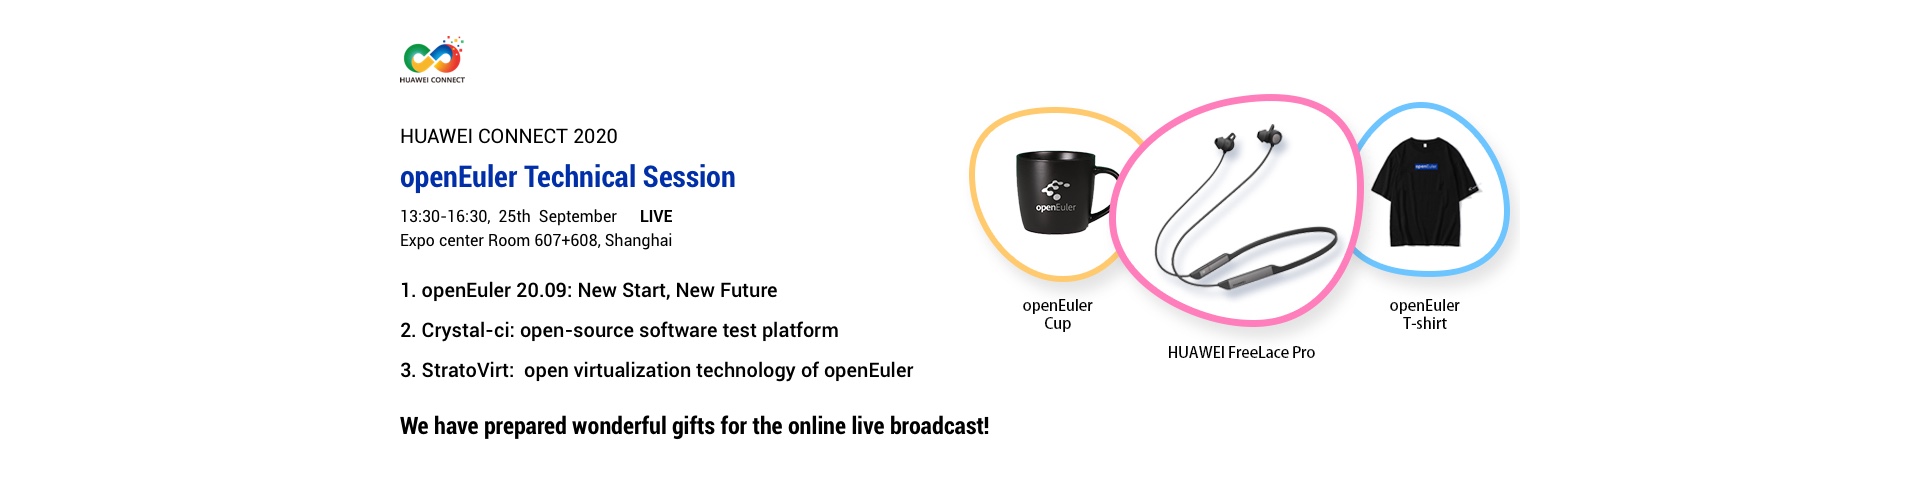 HUAWEI CONNECT
HUAWEI CONNECT 2020
openEuler Technical Session
13:30-16:30, 25th September LIVE
Expo center Room 607+608, Shanghai
1. openEuler 20.09: New Start, New Future
2. Crystal-ci: open-source software test platform
3. StratoVirt: open virtualization technology of openEuler
We have prepared wonderful gifts for the online live broadcast!
openEuler
openEuler
Cup
HUAWEI FreeLace Pro
openEuler
openEuler
T-shirt